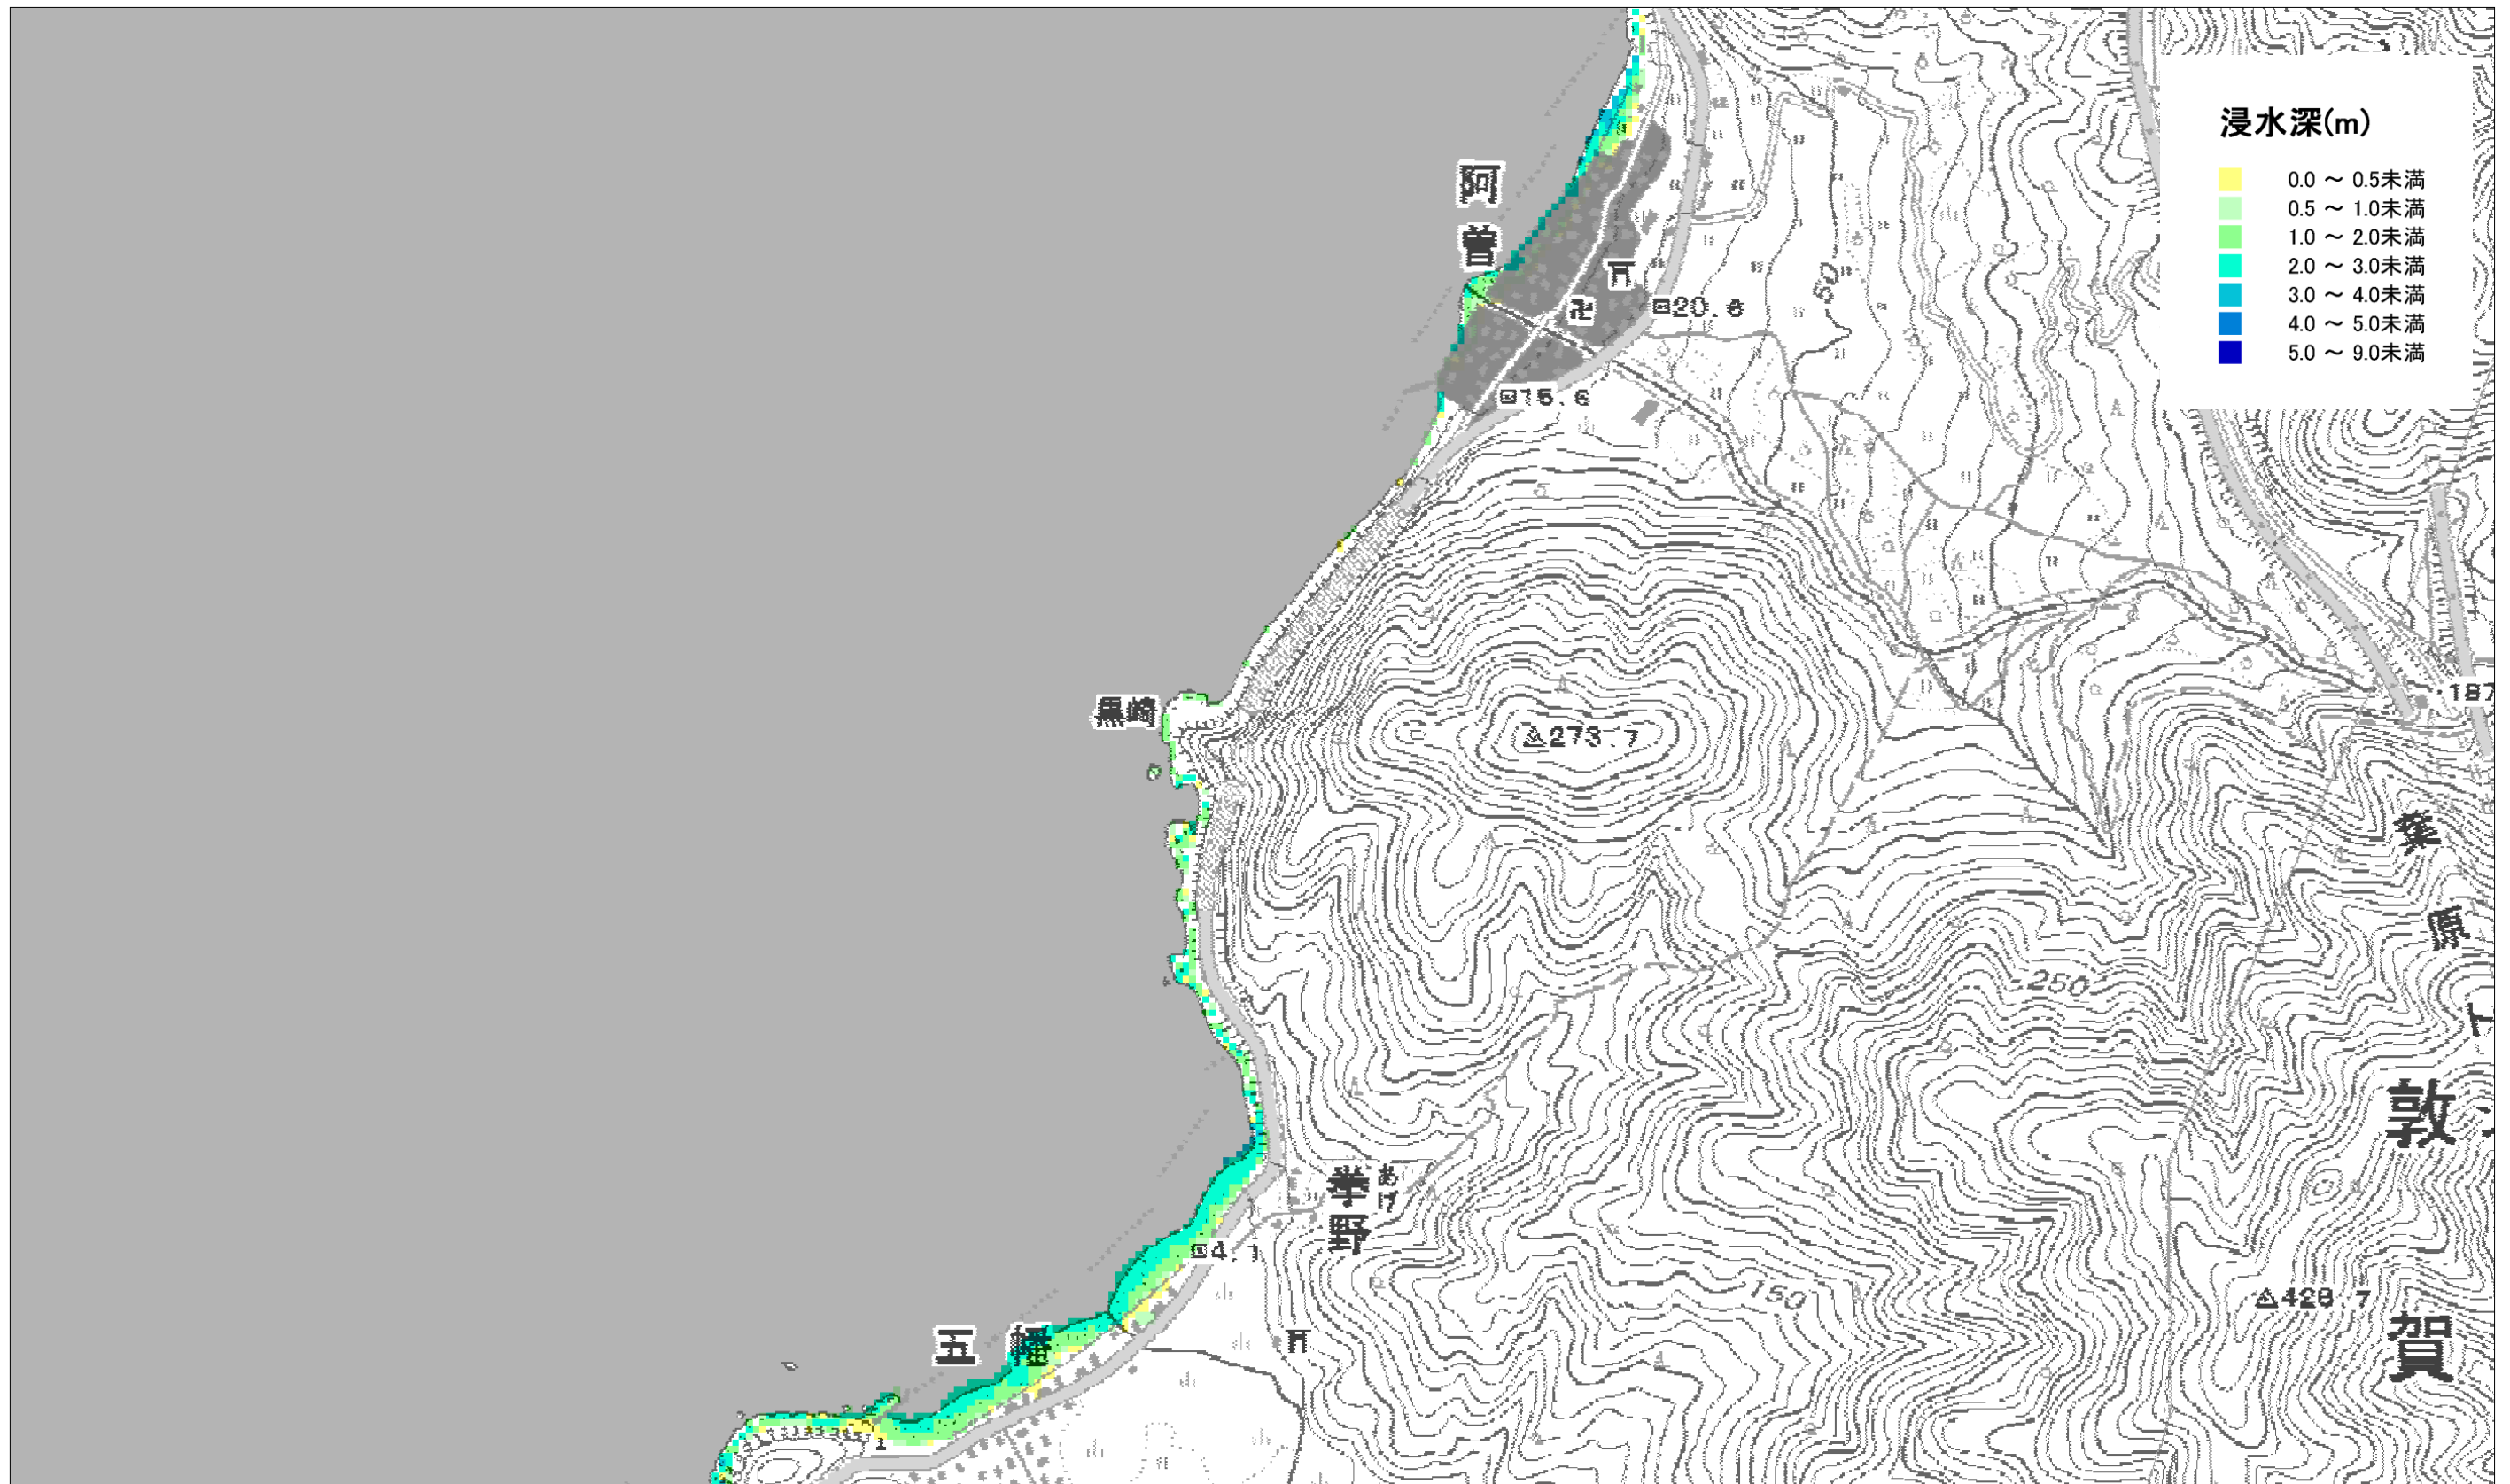 浸水深(m)
0.0 ～ 0.5未満
0.5 ～ 1.0未満
1.0 ～ 2.0未満
2.0 ～ 3.0未満
3.0 ～ 4.0未満
4.0 ～ 5.0未満
5.0 ～ 9.0未満
阿曽
50
15.6
黒崎
273.7
187
原
250
敦
賀
挙野
あげ
4.1
150
428.7
五幡